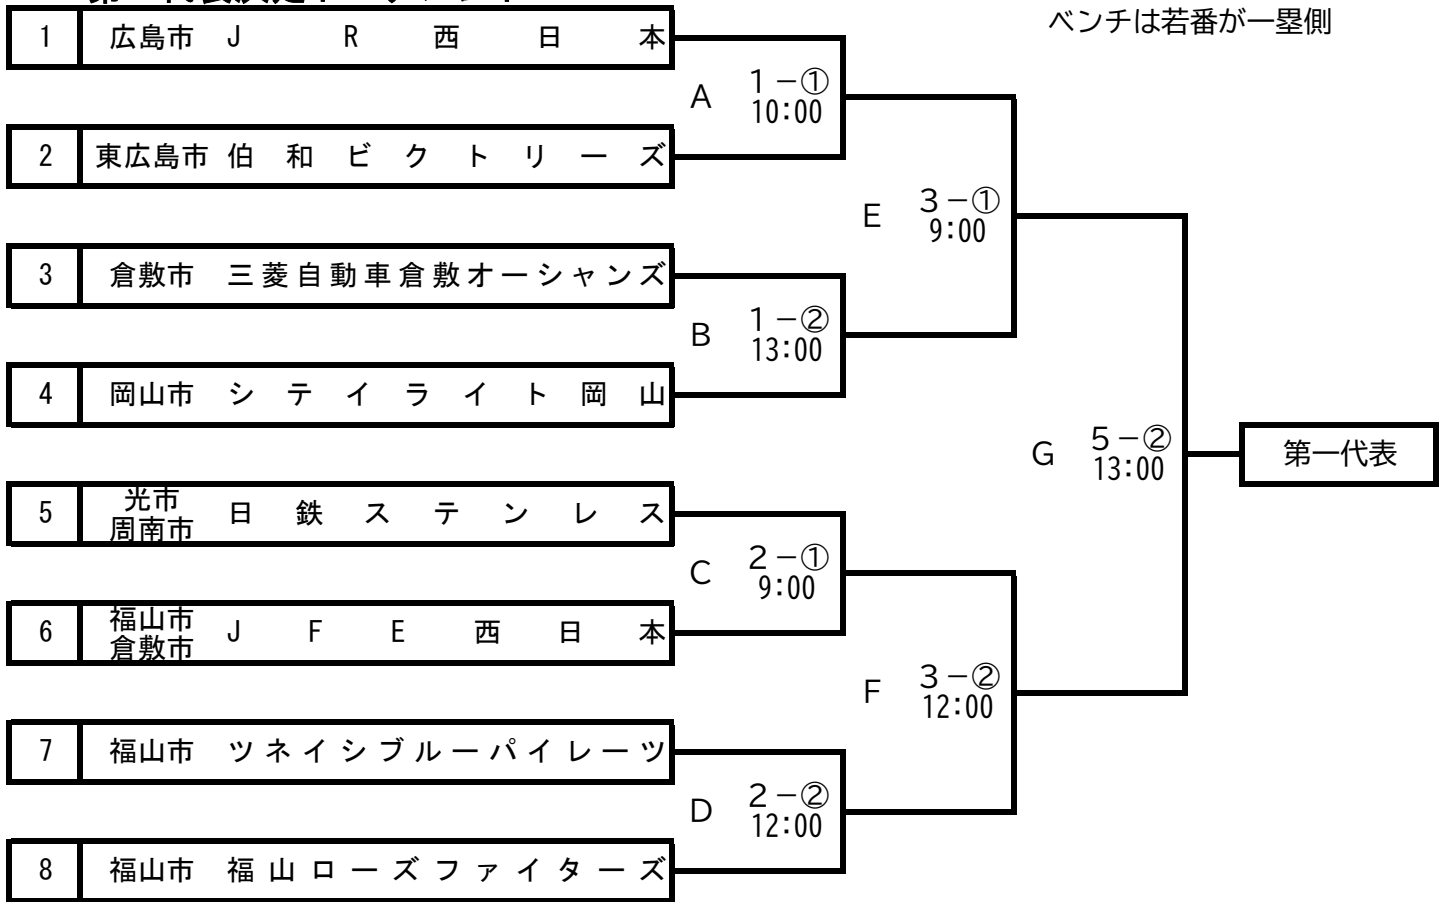 ベンチは若番が一塁側
1 広島市 JR西日本
A 1-①
10:00
2 東広島市 伯和ビクトリーズ
E 3-①
9:00
3 倉敷市 三菱自動車倉敷オーシャンズ
B 1-②
13:00
4 岡山市 シテイライト岡山
G 5-②
13:00
第一代表
5 光市
周南市 日鉄ステンレス
C 2-①
9:00
6 福山市
倉敷市 JFE西日本
F 3-②
12:00
7 福山市 ツネイシブルーパイレーツ
D 2-②
12:00
8 福山市 福山ローズファイターズ